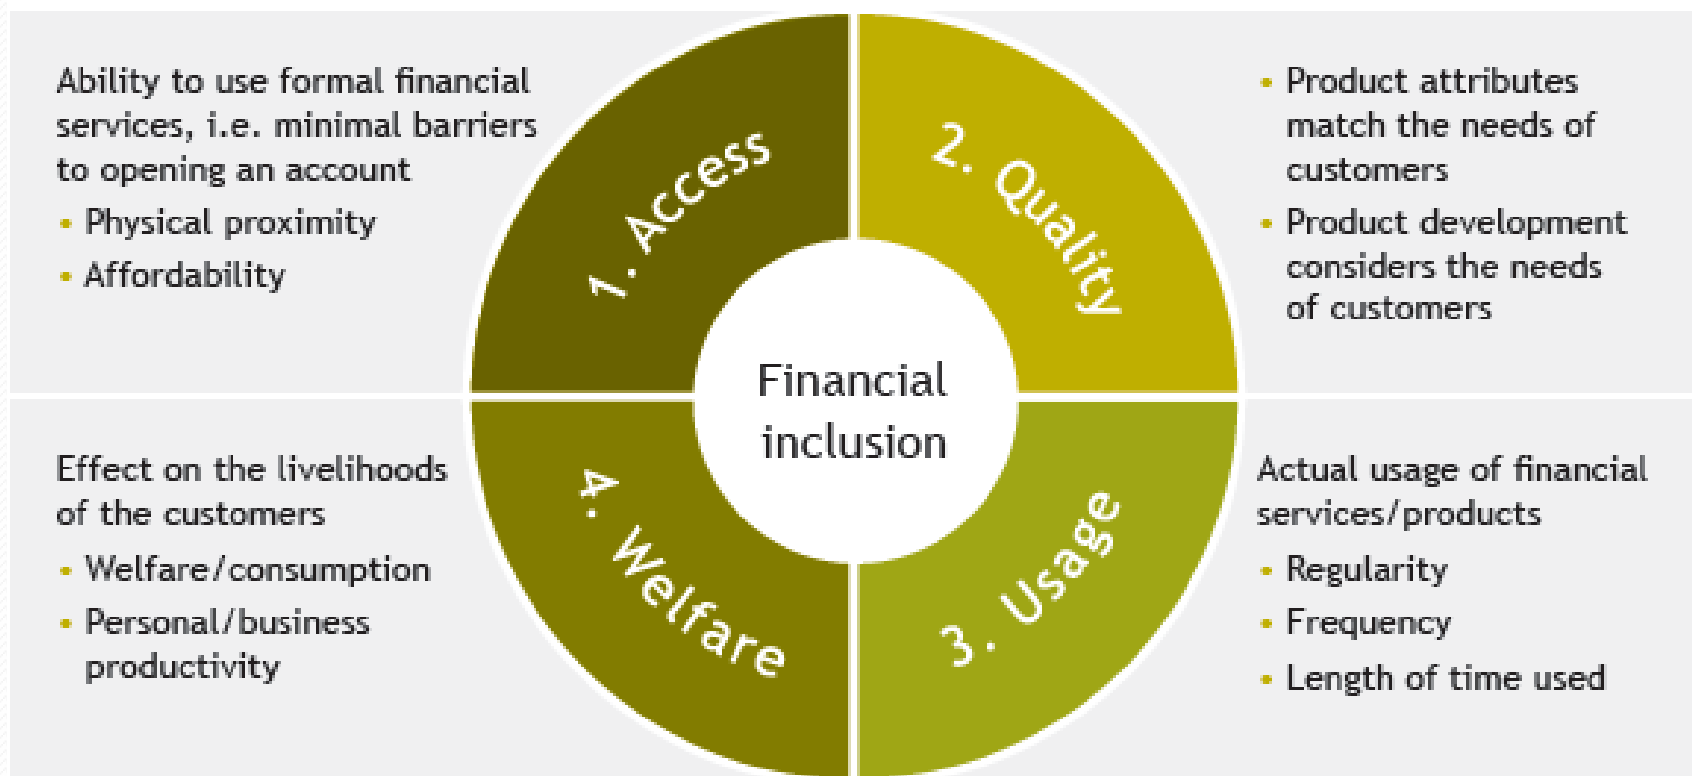 Ability to use formal financial
services, i.e. minimal barriers
to opening an account
• Physical proximity
• Affordability
1. Access
2. Quality
• Product attributes
match the needs of
customers
• Product development
considers the needs
of customers
Financial
inclusion
Effect on the livelihoods
of the customers
• Welfare/consumption
• Personal/business
productivity
4. Welfare
3. Usage
Actual usage of financial
services/products
• Regularity
• Frequency
• Length of time used